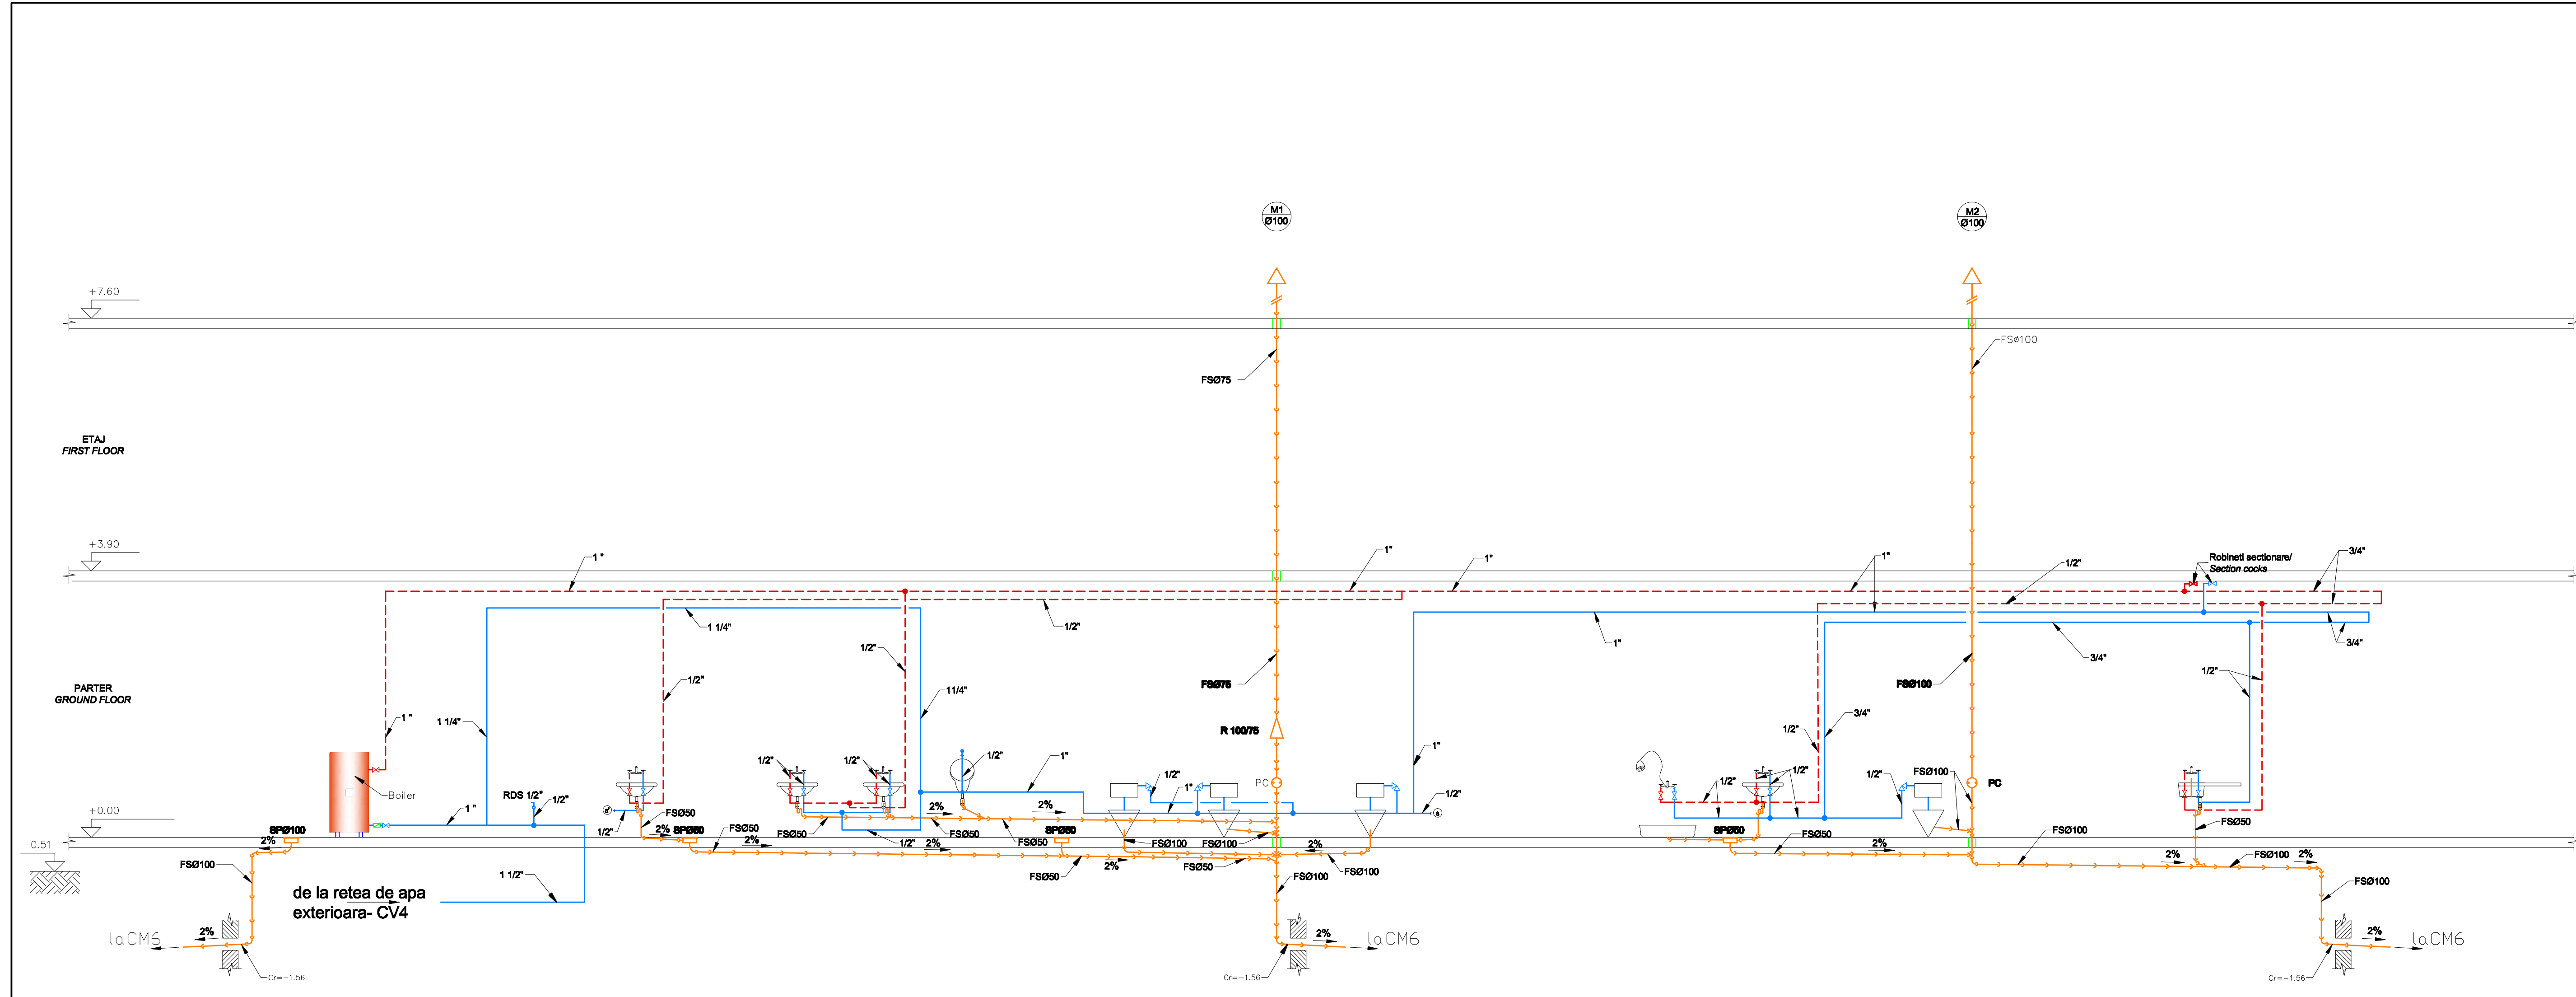 M1
Ø100
M2
Ø100
+7.60
FSØ100
FSØ75
ETAJ
FIRST FLOOR
+3.90
1 "
1"
1"
1"
1/2"
Robineti sectionare/
Section cocks
3/4"
1 1/4"
1/2"
1"
3/4"
3/4"
1/2"
1/2"
1/2"
PARTER
GROUND FLOOR
FSØ75
FSØ100
11/4"
1 "
1 1/4"
3/4"
1/2"
R 100/75
1/2"
1/2"
1/2"
1"
1/2"
PC
1"
1/2"
1/2"
1/2"
FSØ100
PC
Boiler
RDS 1/2"
1/2"
1"
+0.00
1 "
1/2"
FSØ50
2%
2%
1/2"
FSØ50
SPØ100
2%
SPØ50
FSØ50
FSØ50
FSØ50
SPØ50
SPØ50
FSØ100
2%
-0.51
2%
2%
1/2"
2%
FSØ50
FSØ100
FSØ100
2%
FSØ50
2%
FSØ100
2%
FSØ100
2%
FSØ50
2%
FSØ50
FSØ100
FSØ100
FSØ100
1 1/2"
de la retea de apa
exterioara- CV4
laCM6
2%
2%
laCM6
2%
laCM6
Cr=-1.56
Cr=-1.56
Cr=-1.56